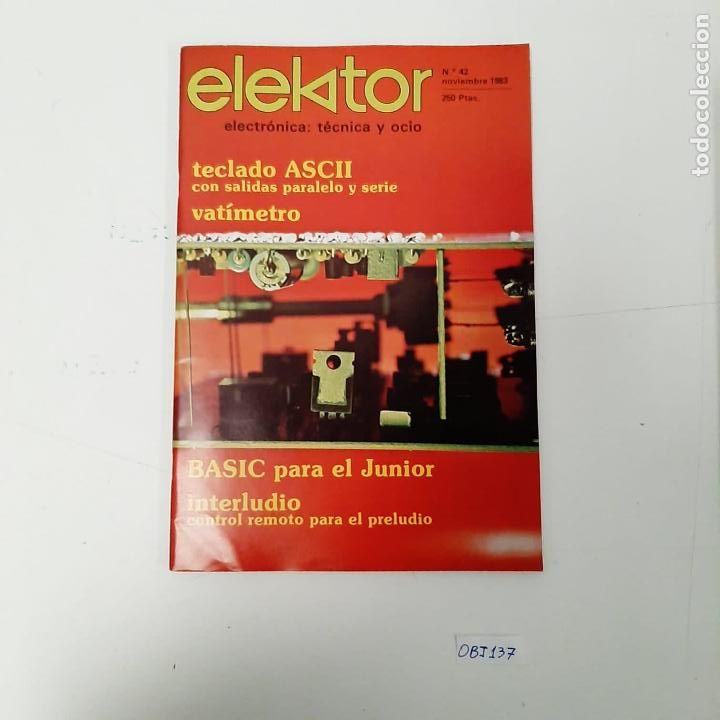 elektor
N.º 42
noviembre 1983
250 Ptas.
electrónica: técnica y ocio
teclado ASCII
con salidas paralelo y serie
vatímetro
BASIC para el Junior
interludio
control remoto para el preludio
OBJ137
todocoleccion